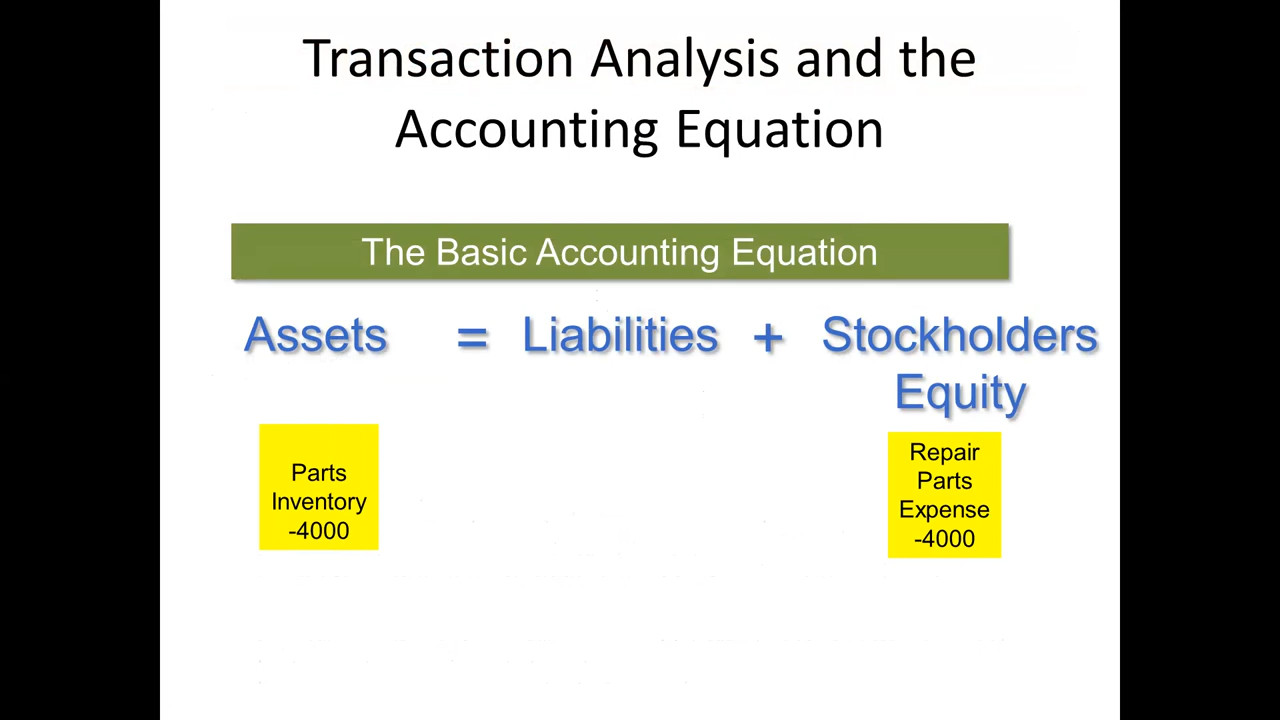 Transaction Analysis and the
Accounting Equation
The Basic Accounting Equation
Assets = Liabilities + Stockholders
Equity
Parts
Inventory
-4000
Repair
Parts
Expense
-4000